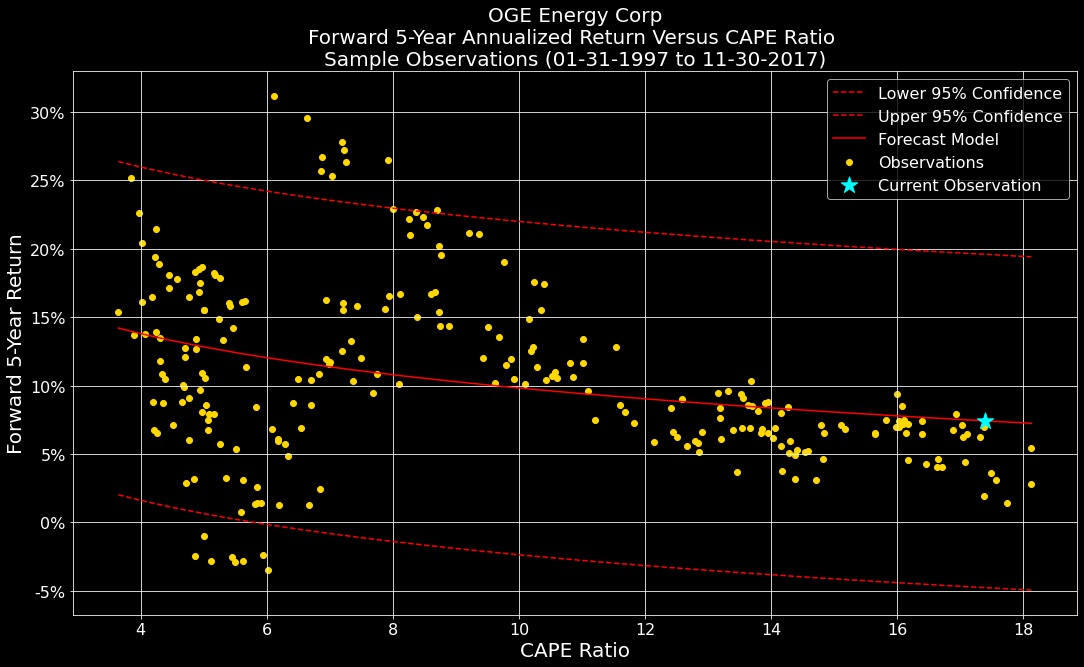 OGE Energy Corp
Forward 5-Year Annualized Return Versus CAPE Ratio
Sample Observations (01-31-1997 to 11-30-2017)
Lower 95% Confidence
Upper 95% Confidence
Forecast Model
Observations
Current Observation
Forward 5-Year Return
30%
25%
20%
15%
10%
5%
0%
-5%
4 6 8 10 12 14 16 18
CAPE Ratio